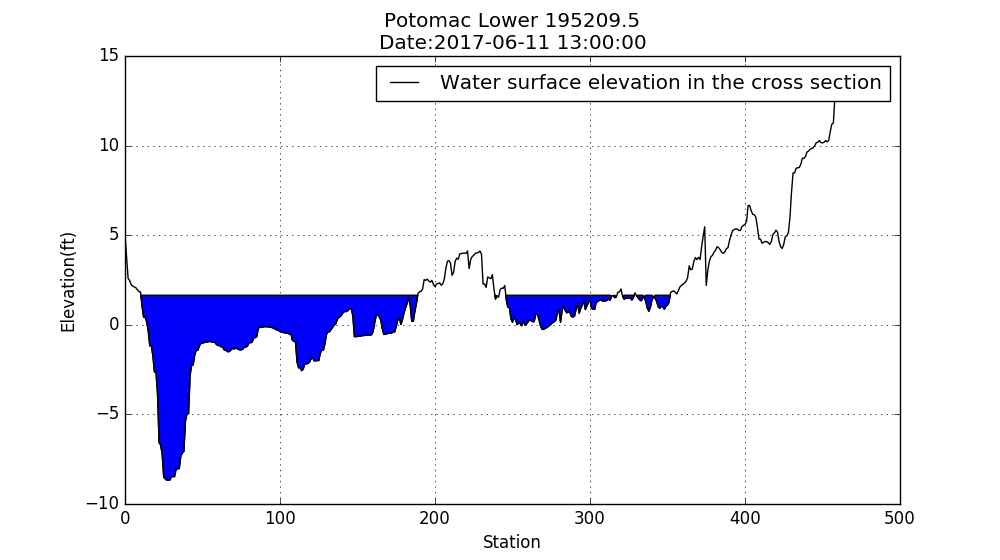 Potomac Lower 195209.5
Date:2017-06-11 13:00:00
Water surface elevation in the cross section
15
10
5
0
−5
−10
Elevation(ft)
0 100 200 300 400 500
Station